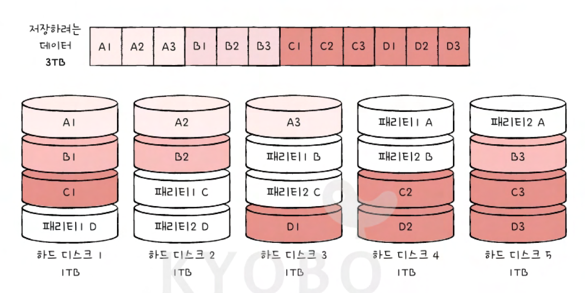 저장하려는
데이터
3TB
A1 A2 A3 B1 B2 B3 C1 C2 C3 D1 D2 D3
A1 A2 A3 패리티1 A 패리티2 A
B1 B2 패리티1 B 패리티2 B B3
C1 패리티1 C 패리티2 C C2 C3
패리티1 D 패리티2 D D1 D2 D3
하드 디스크 1 하드 디스크 2 하드 디스크 3 하드 디스크 4 하드 디스크 5
1TB 1TB 1TB 1TB 1TB
KYOBO